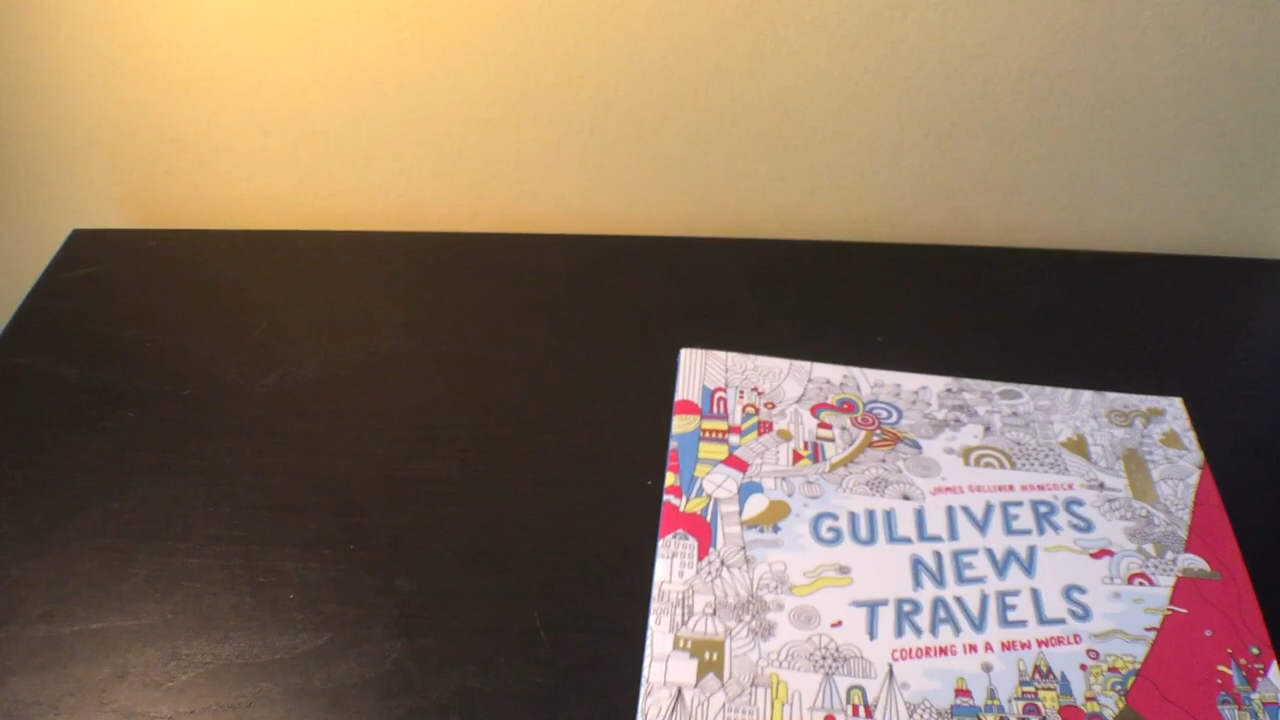 JAMES GULLIVER HANCOCK
GULLIVER'S
NEW
TRAVELS
COLORING IN A NEW WORLD